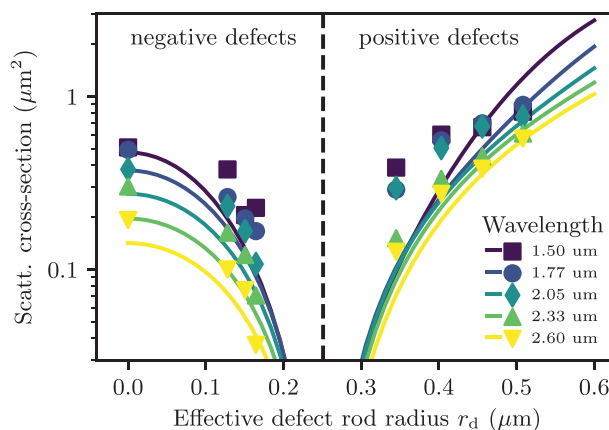 negative defects
positive defects
Scatt. cross-section (μm²)
1
0.1
Wavelength
1.50 um
1.77 um
2.05 um
2.33 um
2.60 um
0.0 0.1 0.2 0.3 0.4 0.5 0.6
Effective defect rod radius r_d (μm)